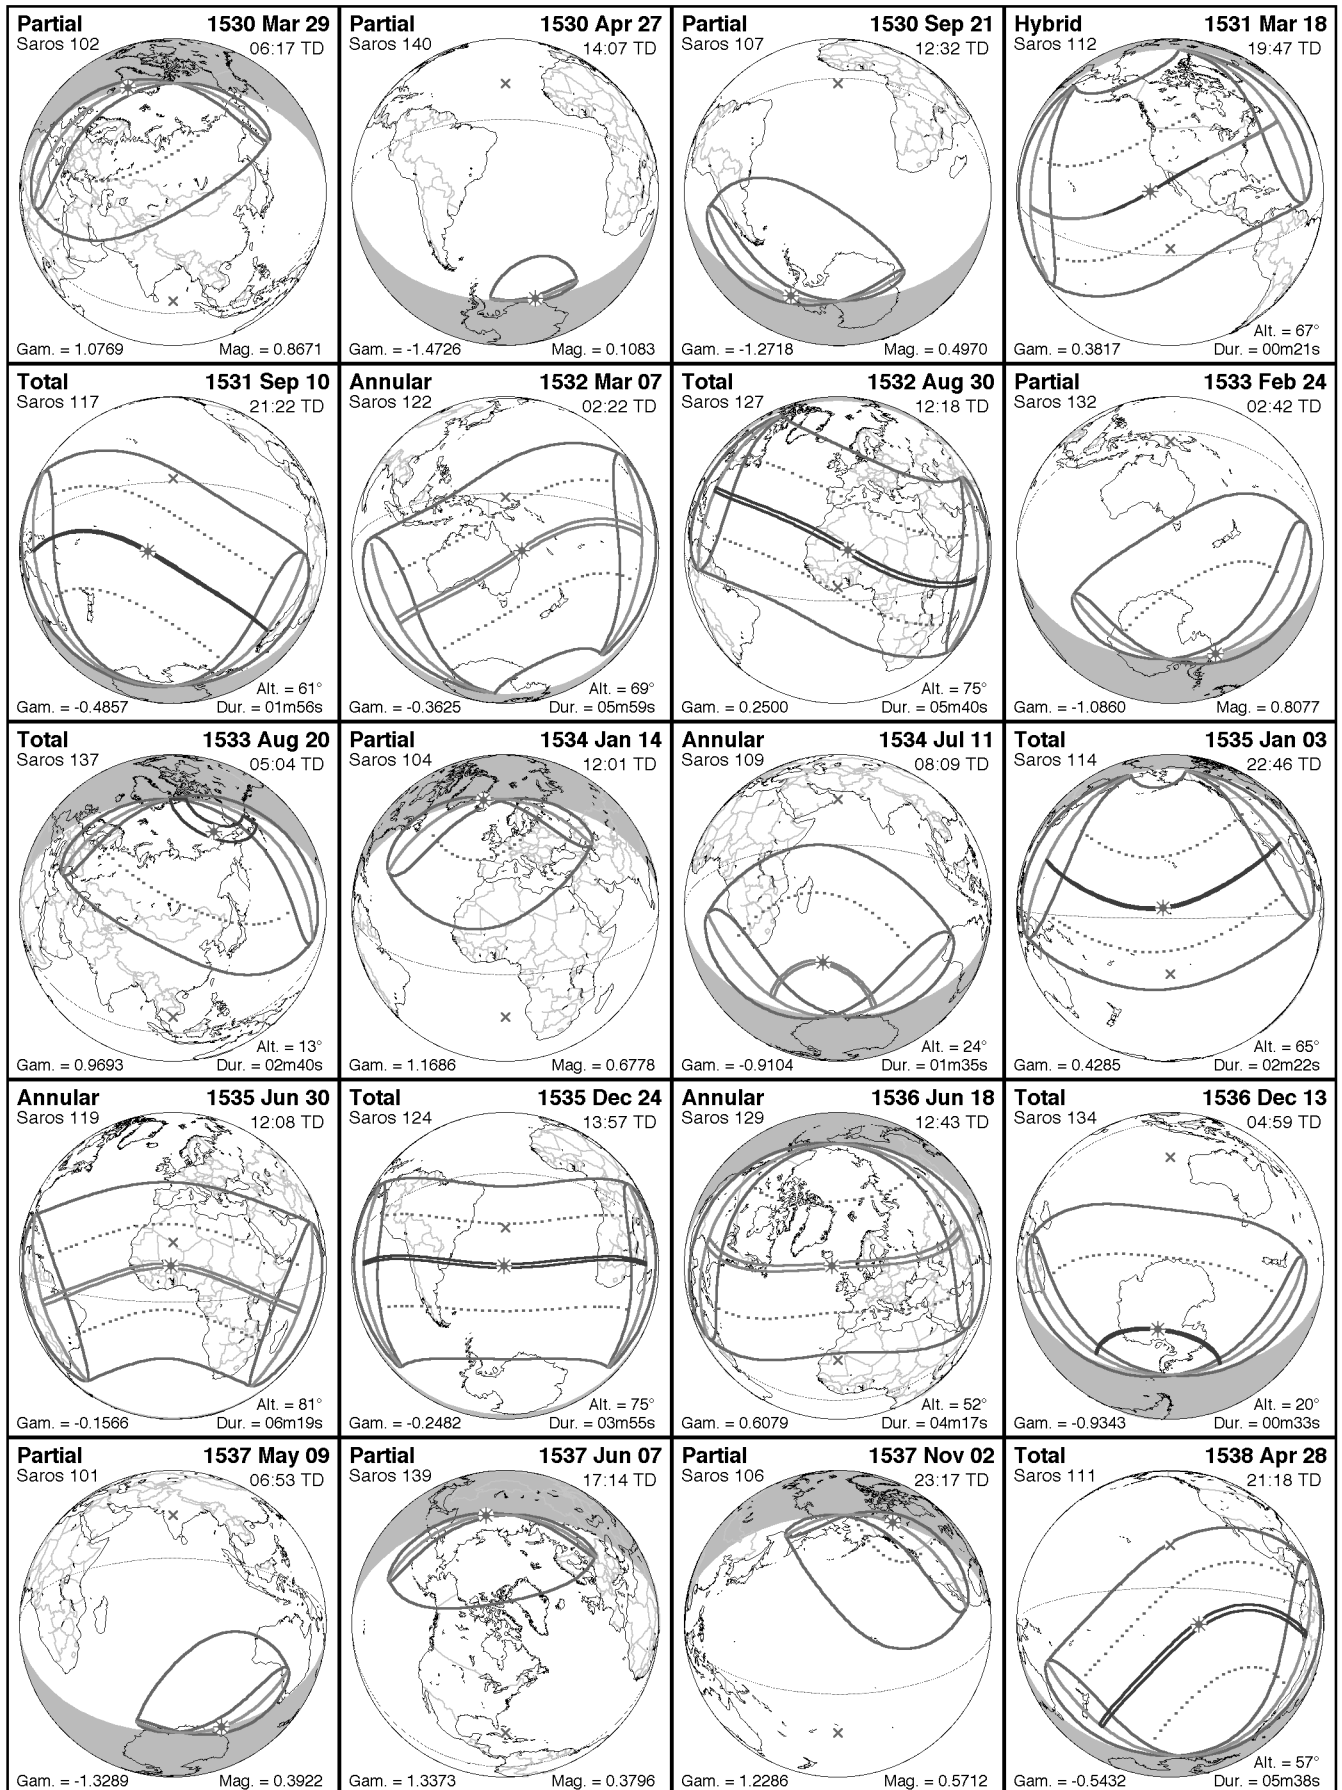 Partial 1530 Mar 29
Saros 102 06:17 TD
Gam. = 1.0769 Mag. = 0.8671
Partial 1530 Apr 27
Saros 140 14:07 TD
Gam. = -1.4726 Mag. = 0.1083
Partial 1530 Sep 21
Saros 107 12:32 TD
Gam. = -1.2718 Mag. = 0.4970
Hybrid 1531 Mar 18
Saros 112 19:47 TD
Alt. = 67°
Gam. = 0.3817 Dur. = 00m21s
Total 1531 Sep 10
Saros 117 21:22 TD
Alt. = 61°
Gam. = -0.4857 Dur. = 01m56s
Annular 1532 Mar 07
Saros 122 02:22 TD
Alt. = 69°
Gam. = -0.3625 Dur. = 05m59s
Total 1532 Aug 30
Saros 127 12:18 TD
Alt. = 75°
Gam. = 0.2500 Dur. = 05m40s
Partial 1533 Feb 24
Saros 132 02:42 TD
Gam. = -1.0860 Mag. = 0.8077
Total 1533 Aug 20
Saros 137 05:04 TD
Alt. = 13°
Gam. = 0.9693 Dur. = 02m40s
Partial 1534 Jan 14
Saros 104 12:01 TD
Gam. = 1.1686 Mag. = 0.6778
Annular 1534 Jul 11
Saros 109 08:09 TD
Alt. = 24°
Gam. = -0.9104 Dur. = 01m35s
Total 1535 Jan 03
Saros 114 22:46 TD
Alt. = 65°
Gam. = 0.4285 Dur. = 02m22s
Annular 1535 Jun 30
Saros 119 12:08 TD
Alt. = 81°
Gam. = -0.1566 Dur. = 06m19s
Total 1535 Dec 24
Saros 124 13:57 TD
Alt. = 75°
Gam. = -0.2482 Dur. = 03m55s
Annular 1536 Jun 18
Saros 129 12:43 TD
Alt. = 52°
Gam. = 0.6079 Dur. = 04m17s
Total 1536 Dec 13
Saros 134 04:59 TD
Alt. = 20°
Gam. = -0.9343 Dur. = 00m33s
Partial 1537 May 09
Saros 101 06:53 TD
Gam. = -1.3289 Mag. = 0.3922
Partial 1537 Jun 07
Saros 139 17:14 TD
Gam. = 1.3373 Mag. = 0.3796
Partial 1537 Nov 02
Saros 106 23:17 TD
Gam. = 1.2286 Mag. = 0.5712
Total 1538 Apr 28
Saros 111 21:18 TD
Alt. = 57°
Gam. = -0.5432 Dur. = 05m38s